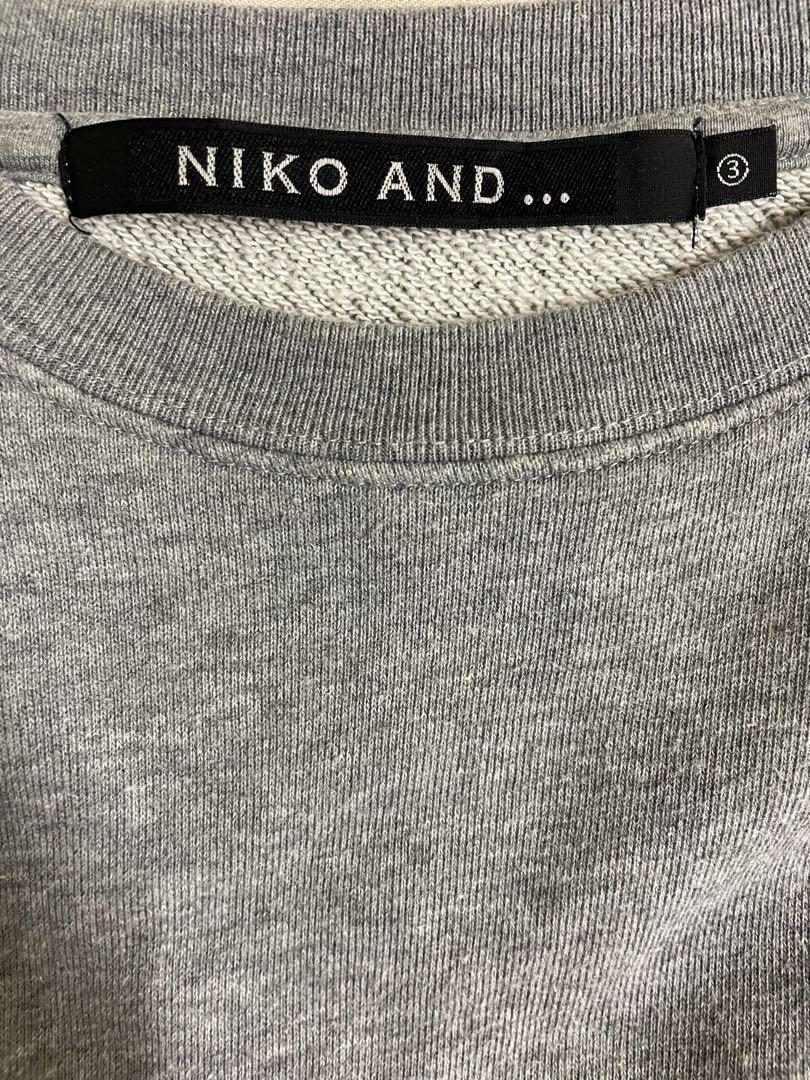 NIKO AND ... ③